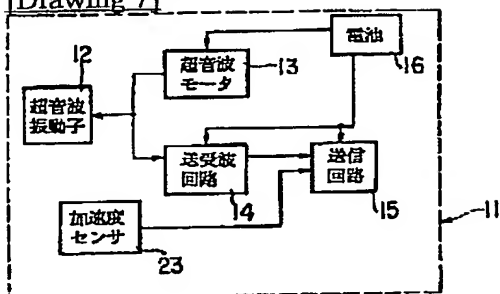 [Drawing 7]
12
超音波
振動子
超音波
モータ
13
電池
16
送受波
回路
14
送信
回路
15
11
加速度
センサ
23